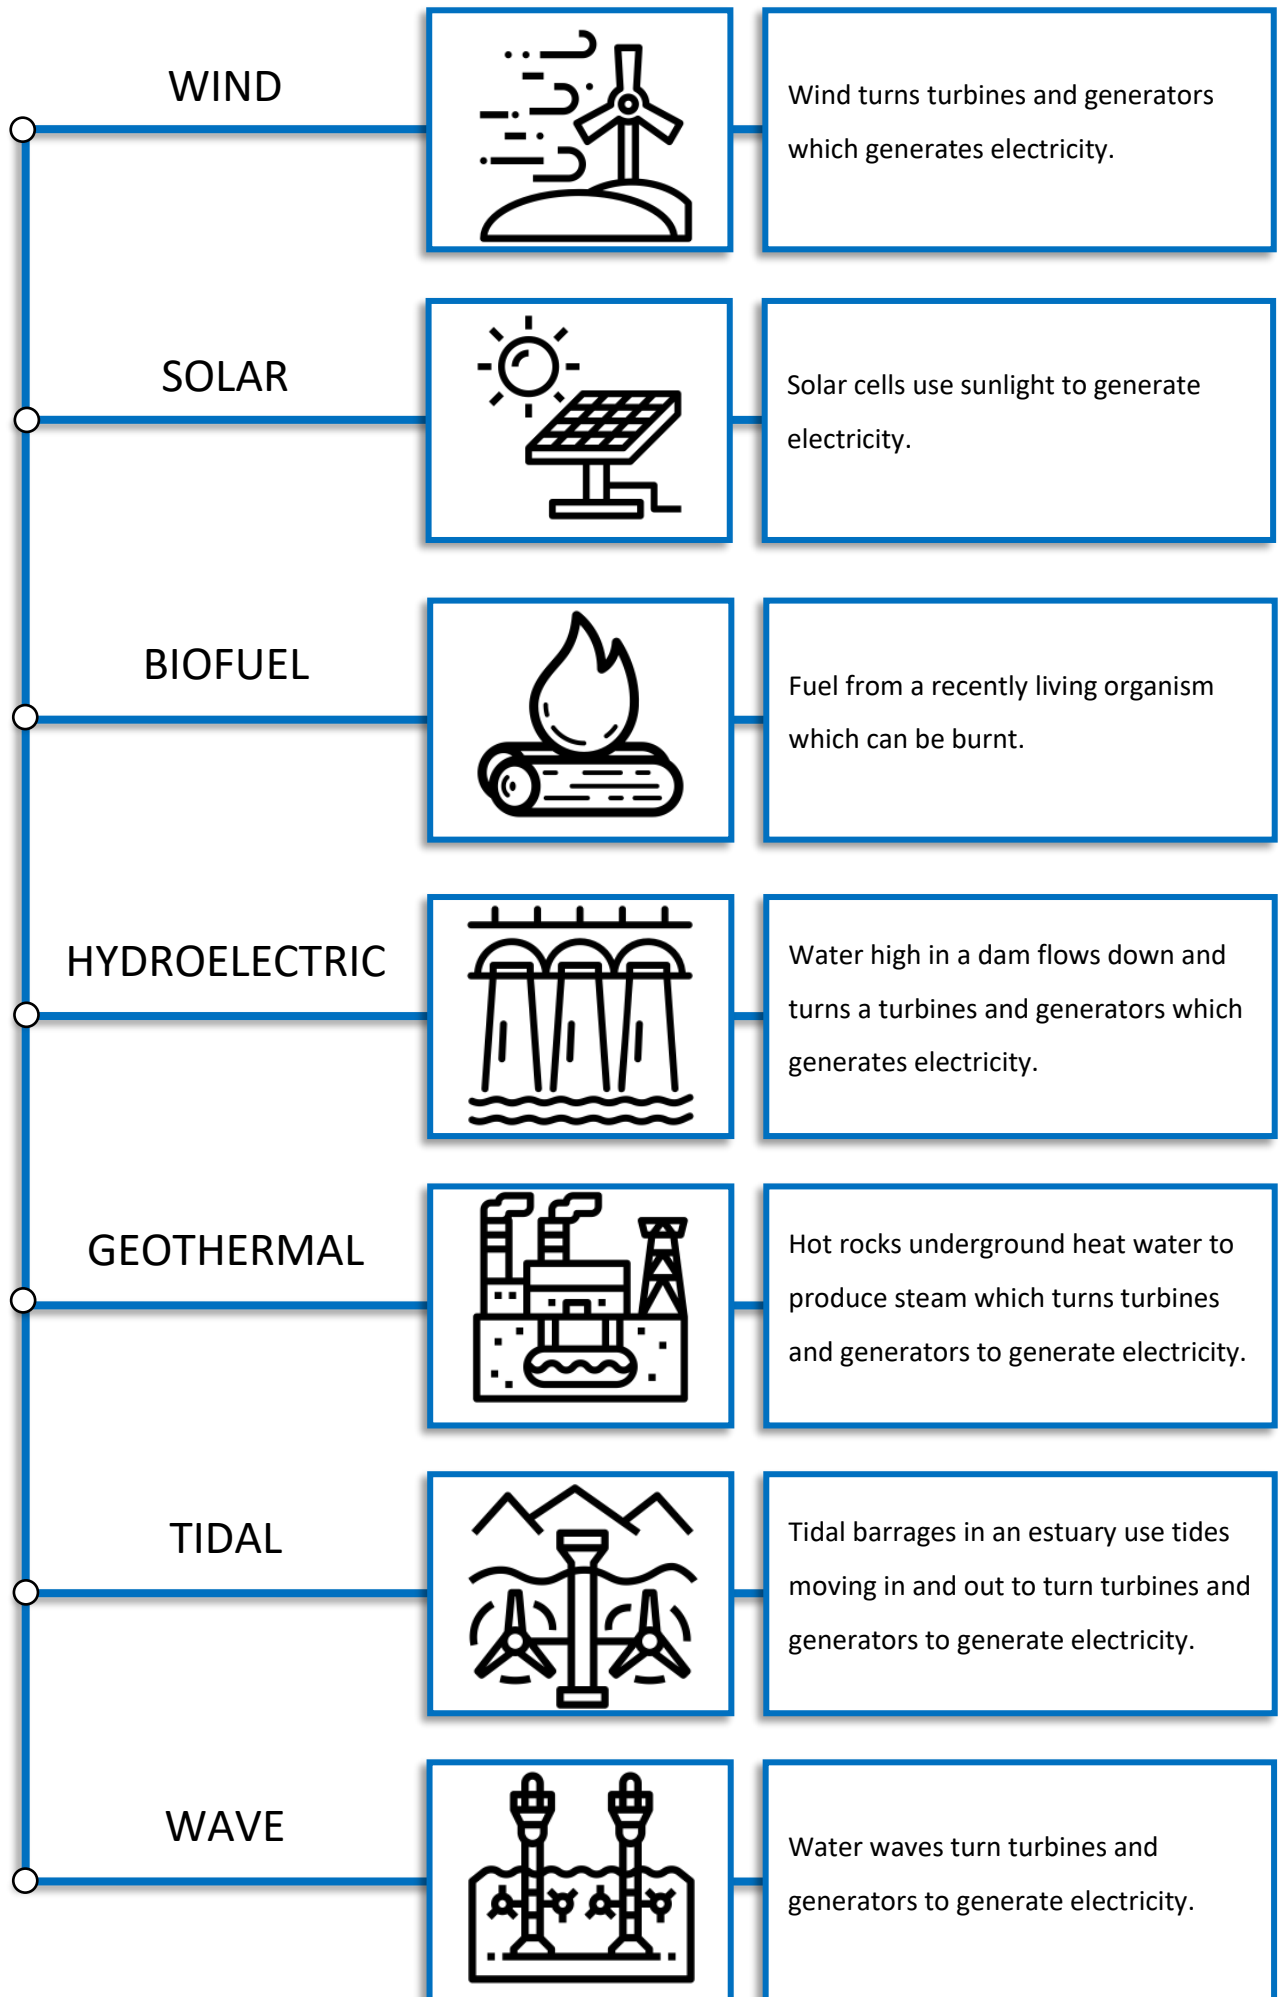 WIND
Wind turns turbines and generators
which generates electricity.
SOLAR
Solar cells use sunlight to generate
electricity.
BIOFUEL
Fuel from a recently living organism
which can be burnt.
HYDROELECTRIC
Water high in a dam flows down and
turns a turbines and generators which
generates electricity.
GEOTHERMAL
Hot rocks underground heat water to
produce steam which turns turbines
and generators to generate electricity.
TIDAL
Tidal barrages in an estuary use tides
moving in and out to turn turbines and
generators to generate electricity.
WAVE
Water waves turn turbines and
generators to generate electricity.